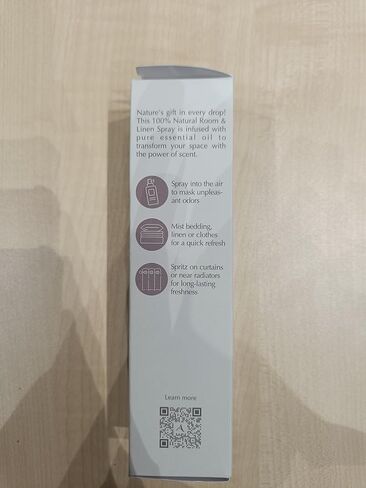 Nature's gift in every drop!
This 100% Natural Room &
Linen Spray is infused with
pure essential oil to
transform your space with
the power of scent.
Spray into the air
to mask unpleas-
ant odors
Mist bedding,
linen or clothes
for a quick refresh
Spritz on curtains
or near radiators
for long-lasting
freshness
Learn more
A